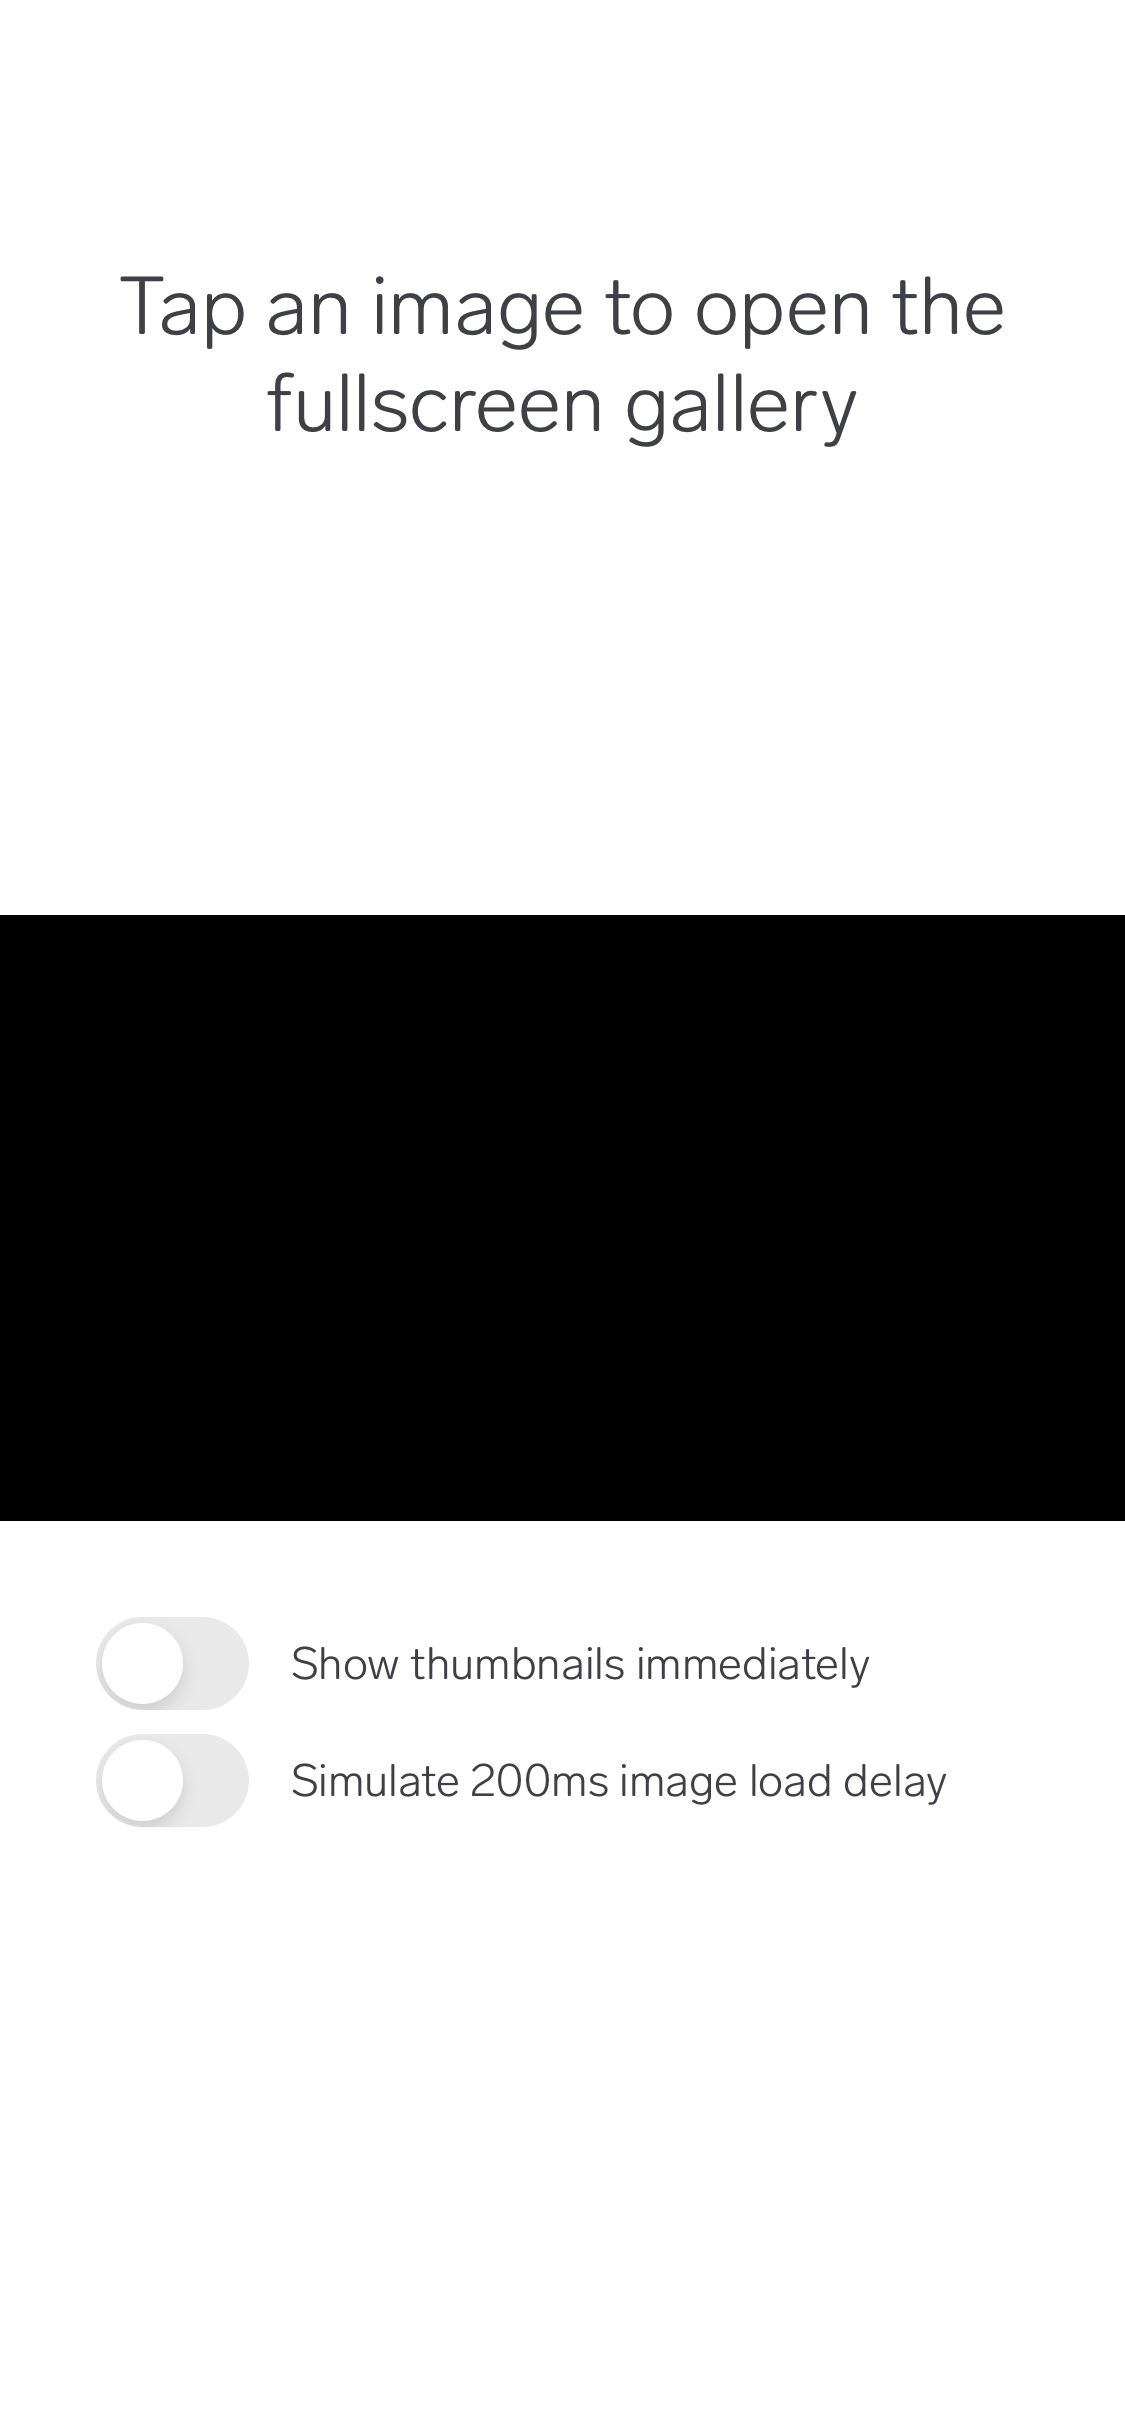 Tap an image to open the
fullscreen gallery
Show thumbnails immediately
Simulate 200ms image load delay